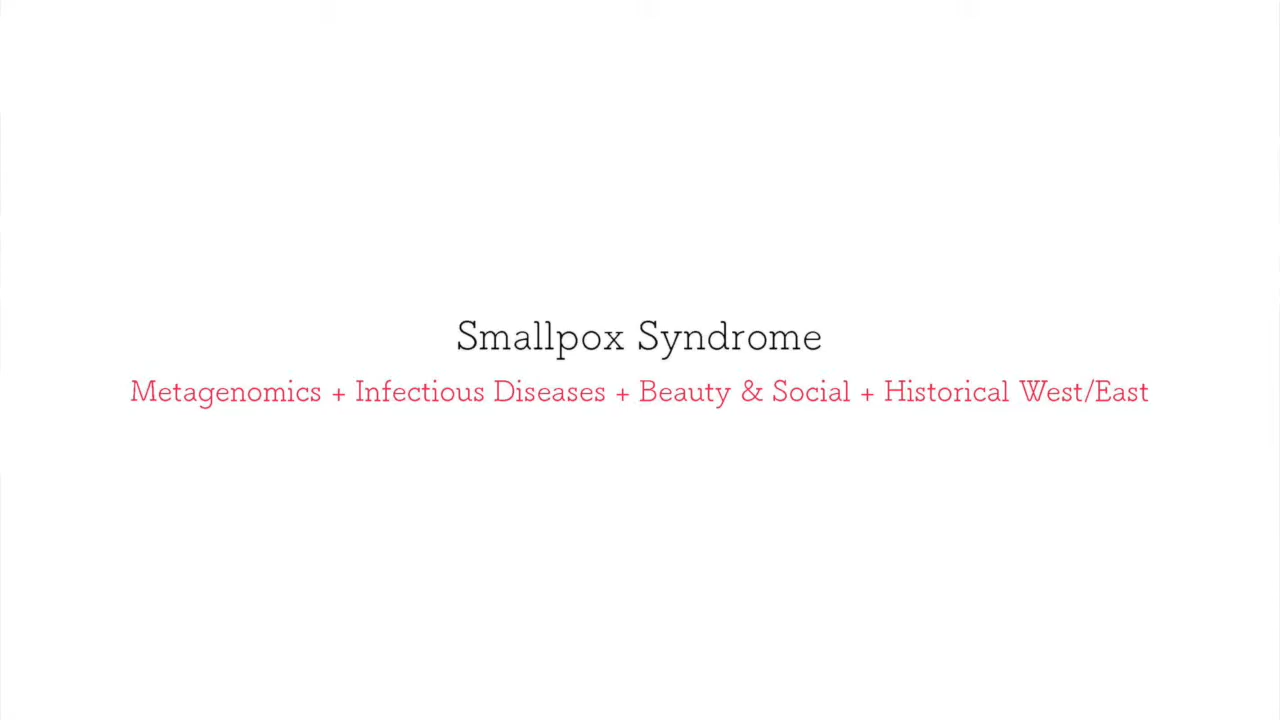 Smallpox Syndrome
Metagenomics + Infectious Diseases + Beauty & Social + Historical West/East